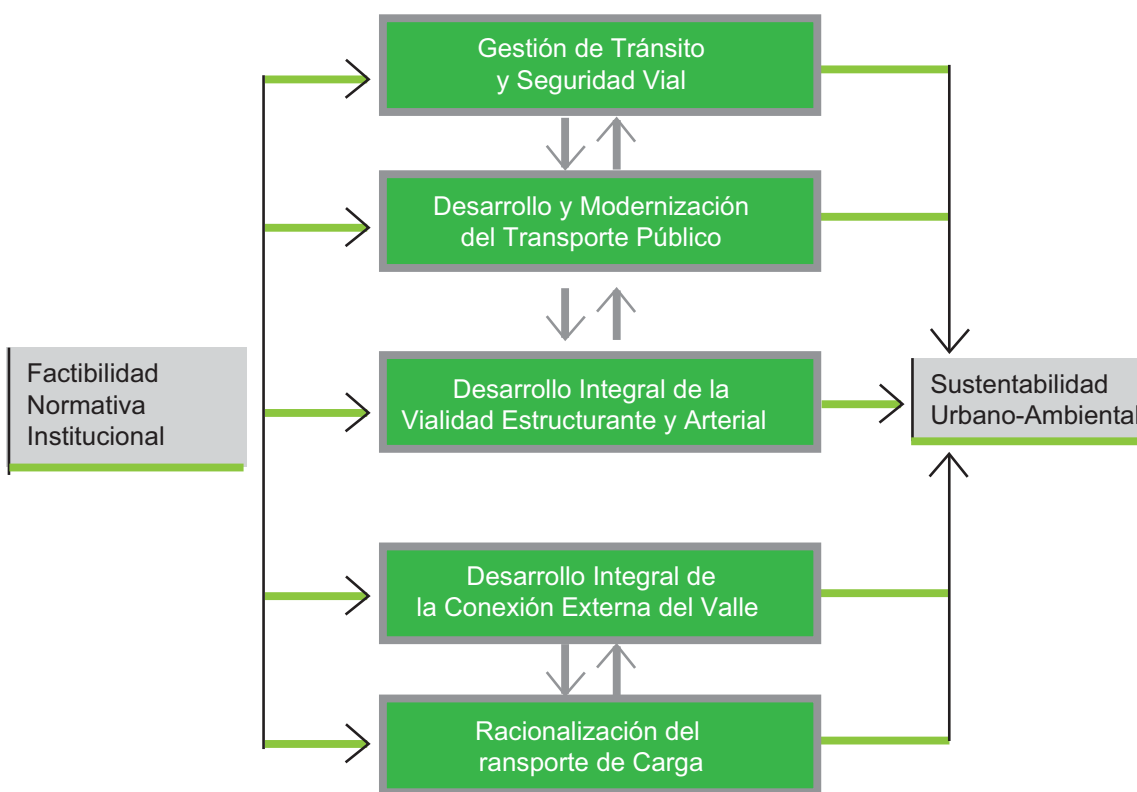 Gestión de Tránsito
y Seguridad Vial
Desarrollo y Modernización
del Transporte Público
Factibilidad
Normativa
Institucional
Desarrollo Integral de la
Vialidad Estructurante y Arterial
Sustentabilidad
Urbano-Ambiental
Desarrollo Integral de
la Conexión Externa del Valle
Racionalización del
ransporte de Carga